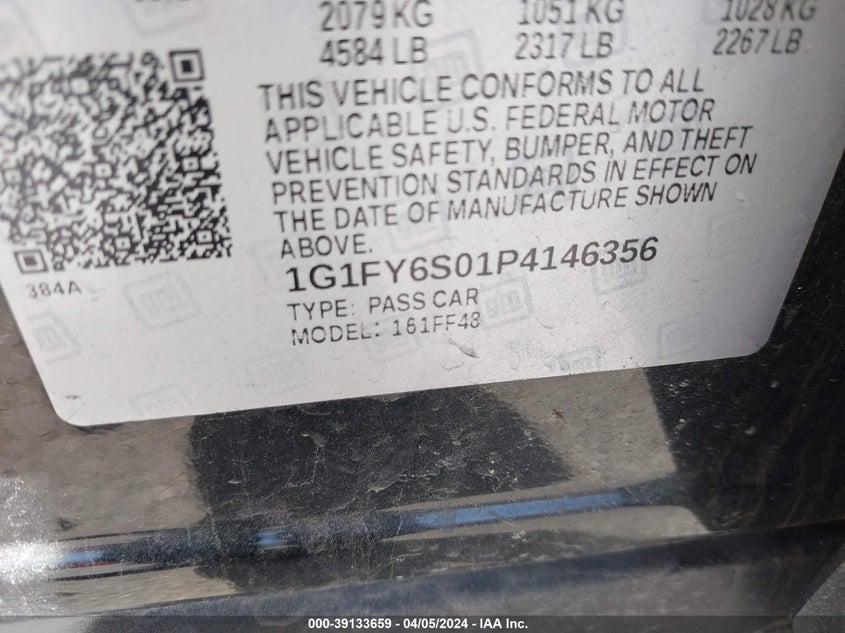 2079 KG 1051 KG 1028 KG
4584 LB 2317 LB 2267 LB
THIS VEHICLE CONFORMS TO ALL
APPLICABLE U.S. FEDERAL MOTOR
VEHICLE SAFETY, BUMPER, AND THEFT
PREVENTION STANDARDS IN EFFECT ON
THE DATE OF MANUFACTURE SHOWN
ABOVE.
384A
1G1FY6S01P4146356
TYPE: PASS CAR
MODEL: 161FF48
gm
000-39133659 - 04/05/2024 - IAA Inc.